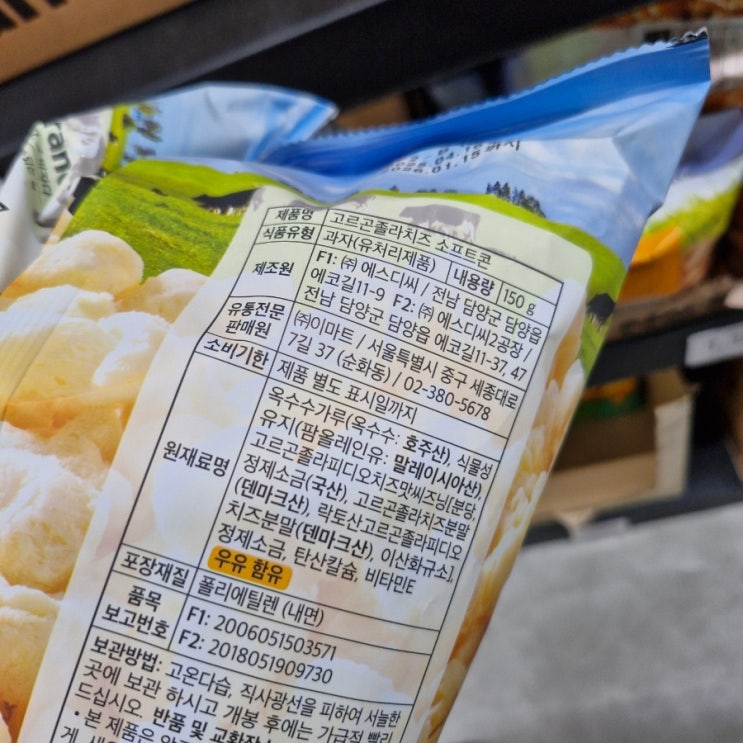 2026.01.15 까지
제품명 고르곤졸라치즈 소프트콘
식품유형 과자(유처리제품) 내용량 150 g
제조원 F1: ㈜ 에스디씨 / 전남 담양군 담양읍
에코길11-9 F2: ㈜ 에스디씨2공장 /
전남 담양군 담양읍 에코길11-37, 47
유통전문
판매원 ㈜이마트 / 서울특별시 중구 세종대로
7길 37 (순화동) / 02-380-5678
소비기한 제품 별도 표시일까지
원재료명 옥수수가루(옥수수: 호주산), 식물성
유지(팜올레인유: 말레이시아산),
고르곤졸라피디오치즈맛씨즈닝[분당,
정제소금(국산), 고르곤졸라치즈분말
(덴마크산), 락토산고르곤졸라피디오
치즈분말(덴마크산), 이산화규소],
정제소금, 탄산칼슘, 비타민E
우유 함유
포장재질 폴리에틸렌 (내면)
품목
보고번호 F1: 2006051503571
F2: 2018051909730
보관방법: 고온다습, 직사광선을 피하여 서늘한
곳에 보관 하시고 개봉 후에는 가급적 빨리
드십시오 반품 및 교환장소
• 본 제품은